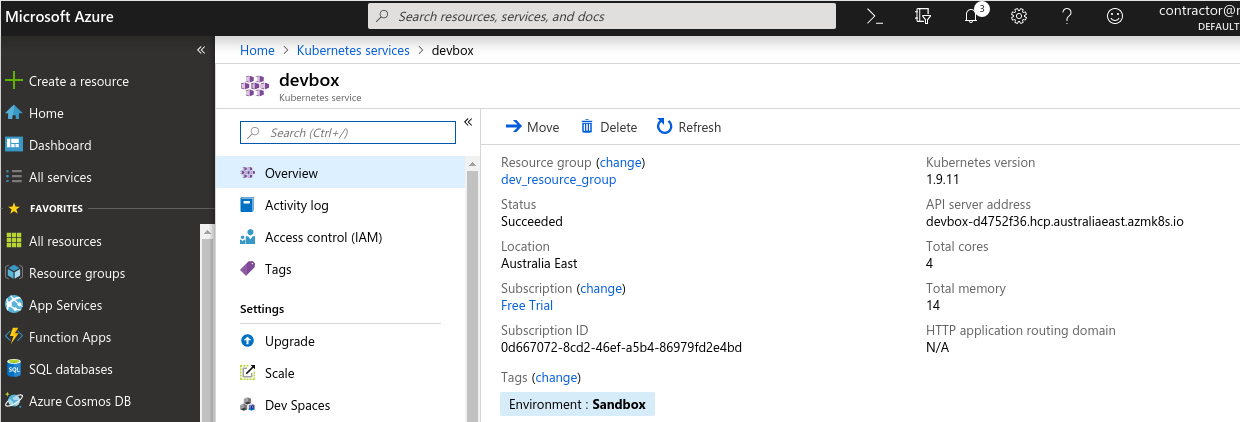 Microsoft Azure
Search resources, services, and docs
3
DEFAULT
«
Create a resource
Home
Dashboard
All services
FAVORITES
All resources
Resource groups
App Services
Function Apps
SQL databases
Azure Cosmos DB
Home > Kubernetes services > devbox
devbox
Kubernetes service
Search (Ctrl+/)
«
Overview
Activity log
Access control (IAM)
Tags
Settings
Upgrade
Scale
Dev Spaces
Move Delete Refresh
Resource group (change)
dev_resource_group
Status
Succeeded
Location
Australia East
Subscription (change)
Free Trial
Subscription ID
0d667072-8cd2-46ef-a5b4-86979fd2e4bd
Tags (change)
Environment : Sandbox
Kubernetes version
1.9.11
API server address
devbox-d4752f36.hcp.australiaeast.azmk8s.io
Total cores
4
Total memory
14
HTTP application routing domain
N/A